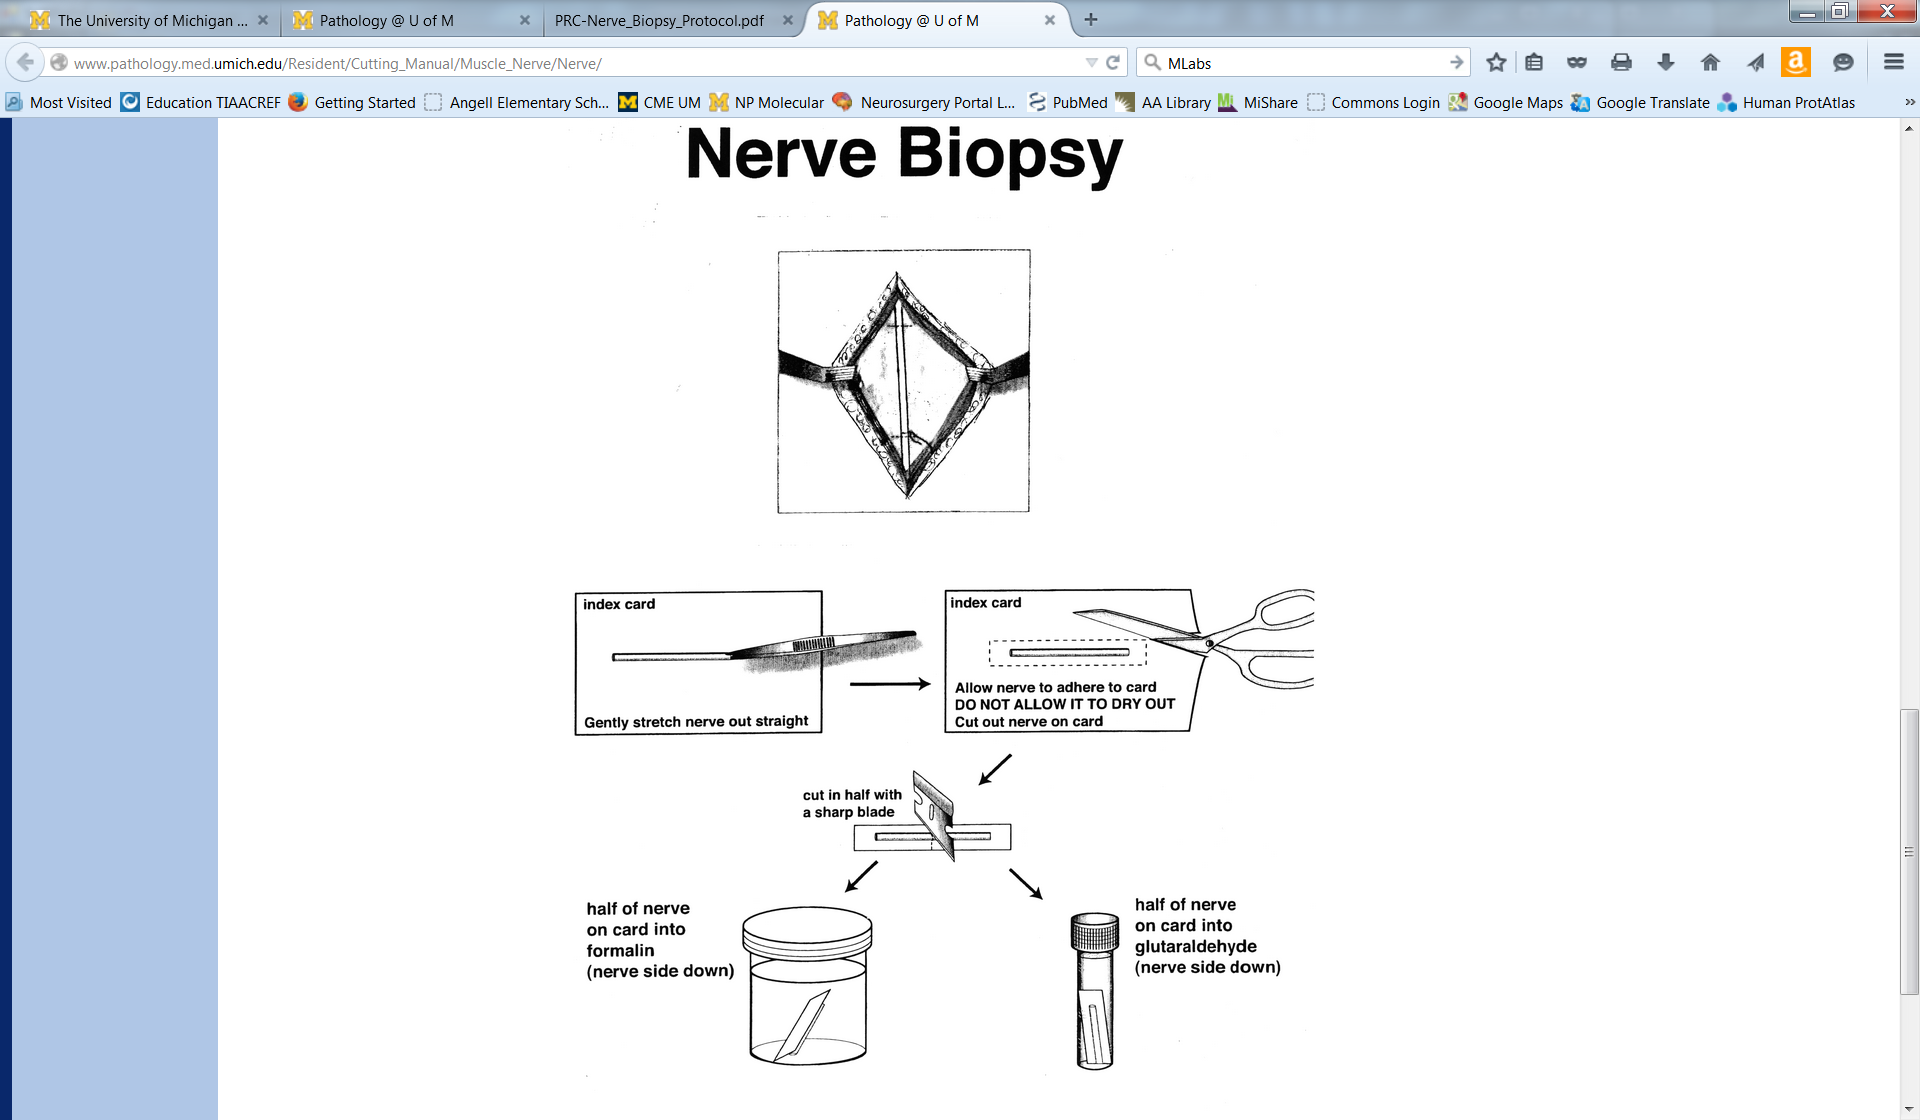 The University of Michigan ...
Pathology @ U of M
PRC-Nerve_Biopsy_Protocol.pdf
Pathology @ U of M
www.pathology.med.umich.edu/Resident/Cutting_Manual/Muscle_Nerve/Nerve/
MLabs
Most Visited
Education TIAACREF
Getting Started
Angell Elementary Sch...
CME UM
NP Molecular
Neurosurgery Portal L...
PubMed
AA Library
MiShare
Commons Login
Google Maps
Google Translate
Human ProtAtlas
Nerve Biopsy
index card
Gently stretch nerve out straight
index card
Allow nerve to adhere to card
DO NOT ALLOW IT TO DRY OUT
Cut out nerve on card
cut in half with
a sharp blade
half of nerve
on card into
formalin
(nerve side down)
half of nerve
on card into
glutaraldehyde
(nerve side down)